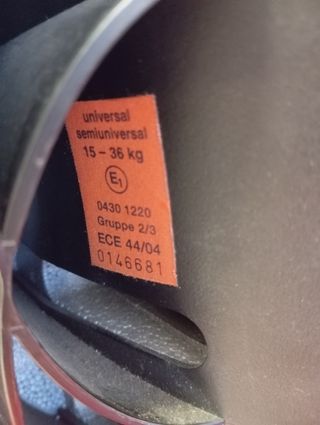 universal
semiuniversal
15 – 36 kg
E1
0430 1220
Gruppe 2/3
ECE 44/04
0146681